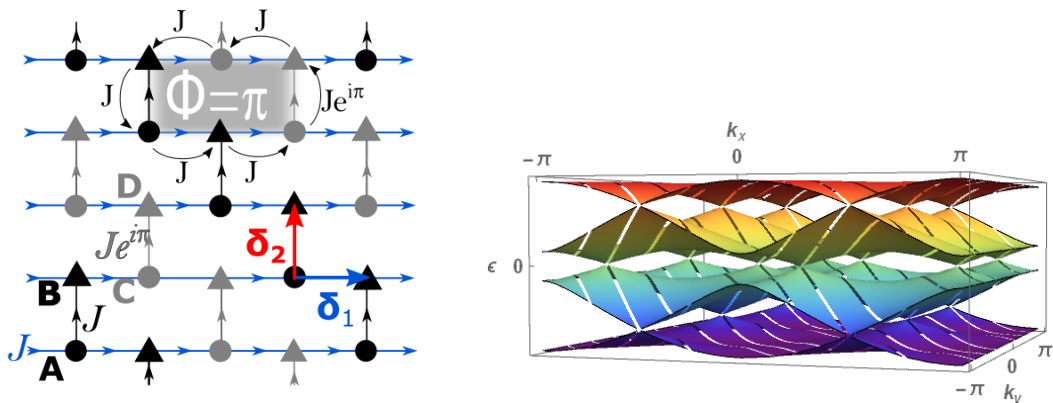 J J
J Φ=π Je^{iπ}
J J
D
Je^{iπ} δ₂
B C
J δ₁
J
A
k_x
-π 0 π
ϵ 0
π
0
-π k_y